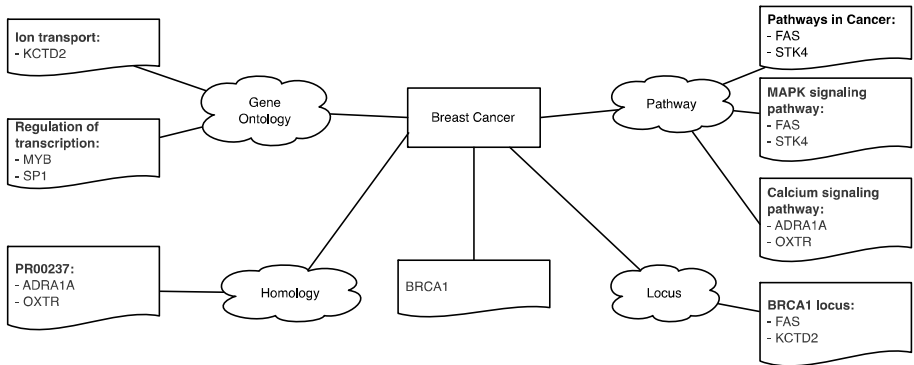 Ion transport:
- KCTD2
Regulation of
transcription:
- MYB
- SP1
PR00237:
- ADRA1A
- OXTR
Gene
Ontology
Homology
Breast Cancer
BRCA1
Pathway
Locus
Pathways in Cancer:
- FAS
- STK4
MAPK signaling
pathway:
- FAS
- STK4
Calcium signaling
pathway:
- ADRA1A
- OXTR
BRCA1 locus:
- FAS
- KCTD2